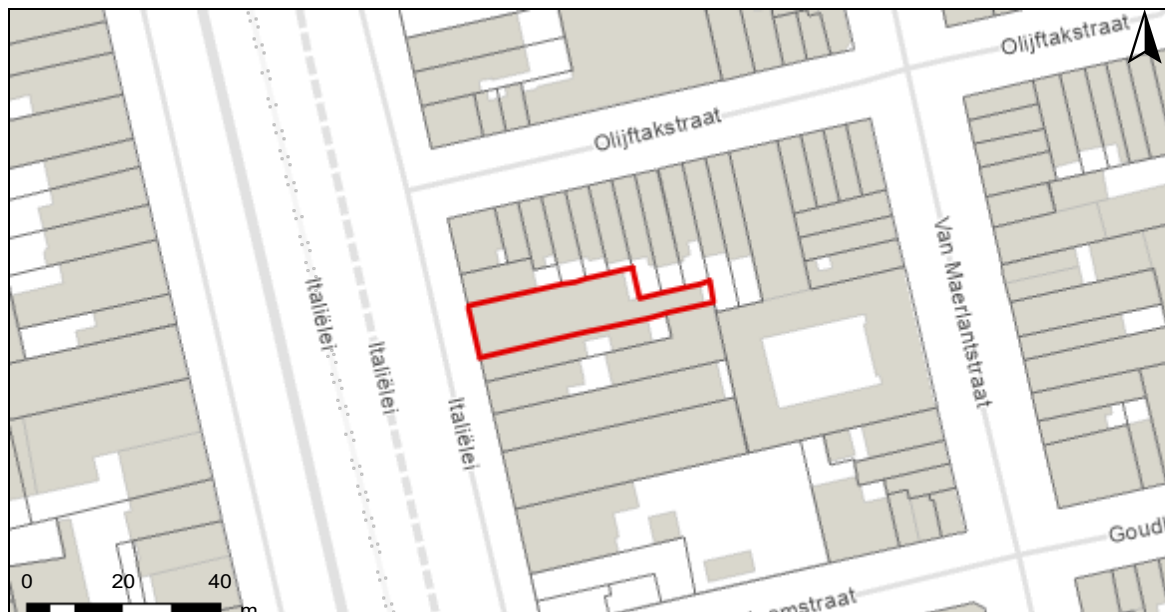 Olijftakstraat
Olijftakstraat
Van Maerlantstraat
Italiëlei
Italiëlei
Italiëlei
0 20 40
m